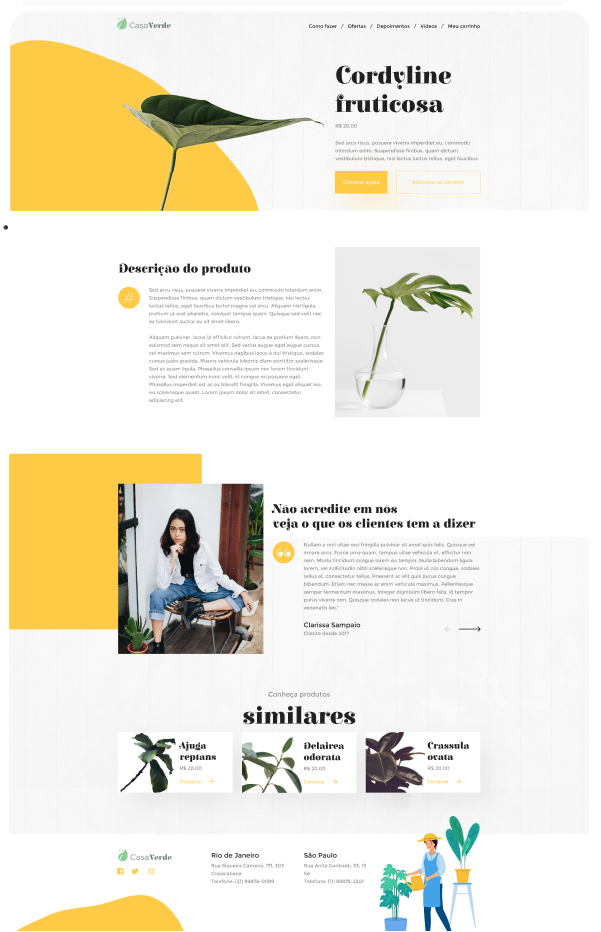 CasaVerde
Como fazer / Ofertas / Depoimentos / Vídeos / Meu carrinho
Cordyline
fruticosa
R$ 20,00
Sed arcu risus, posuere viverra imperdiet eu, commodo
interdum enim. Suspendisse finibus, quam dictum
vestibulum tristique, nisi lectus luctus tellus, eget faucibus
Comprar agora
Adicionar ao carrinho
Descrição do produto
#
Sed arcu risus, posuere viverra imperdiet eu, commodo interdum enim.
Suspendisse finibus, quam dictum vestibulum tristique, nisi lectus
luctus tellus, eget faucibus tortor magna vel arcu. Aliquam nisl ligula,
pretium ut erat pharetra, volutpat tempus quam. Quisque sed velit nec
ex tincidunt auctor eu sit amet libero.
Aliquam pulvinar, lacus id efficitur rutrum, lacus ex pretium libero, non
euismod sem neque sit amet elit. Sed varius augue eget augue cursus,
vel maximus sem rutrum. Vivamus dapibus lacus a dui tristique, sodales
cursus justo gravida. Mauris vehicula lobortis diam porttitor scelerisque.
Sed ac quam ligula. Phasellus convallis ipsum nec lorem tincidunt
viverra. Sed elementum nunc velit, id congue mi posuere eget.
Phasellus imperdiet est ac ex blandit fringilla. Vivamus eget aliquet leo,
eu scelerisque quam. Lorem ipsum dolor sit amet, consectetur
adipiscing elit.
Não acredite em nós
veja o que os clientes tem a dizer
Nullam a orci vitae orci fringilla pulvinar sit amet quis felis. Quisque vel
ornare arcu. Fusce urna quam, tempus vitae vehicula et, efficitur non
sem. Morbi tincidunt congue lorem eu tempor. Nulla bibendum ligula
lorem, vel sollicitudin nibh scelerisque non. Proin ut nisi congue, sodales
tellus at, consectetur tellus. Praesent ac elit quis purus congue
bibendum. Etiam nec massa ac enim vehicula maximus. Pellentesque
semper fermentum maximus. Integer dignissim libero felis, id tempor
purus viverra non. Quisque sodales non lacus ut tincidunt. Cras in
venenatis leo."
Clarissa Sampaio
Cliente desde 2017
Conheça produtos
similares
Ajuga
reptans
R$ 20,00
Comprar
Delairea
odorata
R$ 20,00
Comprar
Crassula
ovata
R$ 20,00
Comprar
CasaVerde
Rio de Janeiro
Rua Siqueira Campos, 171, 303
Copacabana
Telefone: (21) 99876-0099
São Paulo
Rua Anita Garibaldi, 33, 13
Sé
Telefone: (11) 99875-2201